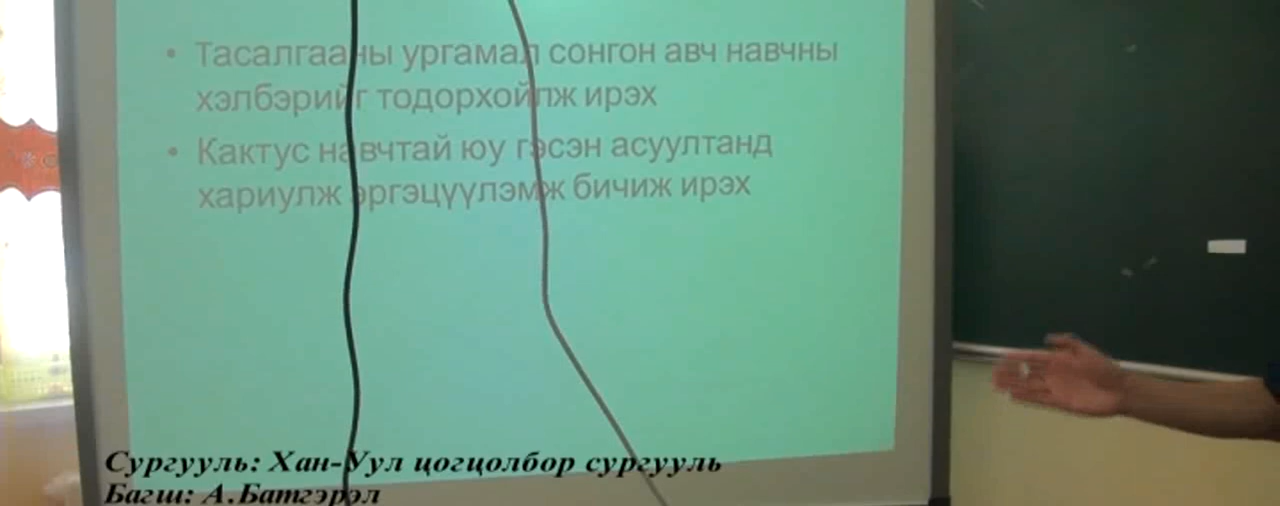 • Тасалгааны ургамал сонгон авч навчны
хэлбэрийг тодорхойлж ирэх
• Кактус навчтай юу гэсэн асуултанд
хариулж эргэцүүлэмж бичиж ирэх
Сургууль: Хан-Уул цогцолбор сургууль
Багш: А.Батгэрэл